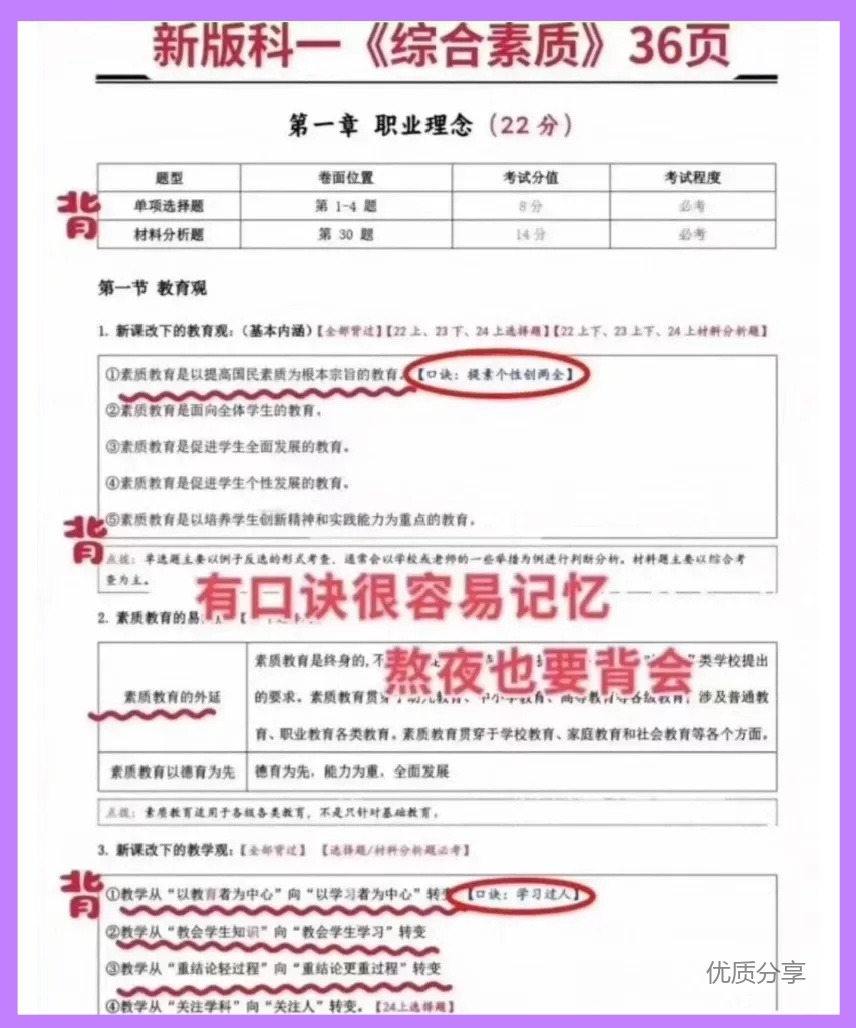 新版科一《综合素质》36页
第一章 职业理念（22 分）
题型 卷面位置 考试分值 考试程度
背
单项选择题 第 1-4 题 8分 必考
材料分析题 第 30 题 14分 必考
第一节 教育观
1. 新课改下的教育观：（基本内涵）【全部背过】【22上、23下、24上选择题】【22上下、23上下、24上材料分析题】
①素质教育是以提高国民素质为根本宗旨的教育。【口诀：提素个性创两全】
②素质教育是面向全体学生的教育。
③素质教育是促进学生全面发展的教育。
④素质教育是促进学生个性发展的教育。
背
⑤素质教育是以培养学生创新精神和实践能力为重点的教育。
点拨：单选题主要以例子反选的形式考查，通常会以学校或老师的一些举措为例进行判断分析。材料题主要以综合考
查为主。
有口诀很容易记忆
2. 素质教育的易
素质教育是终身的，不 各类学校提出
熬夜也要背会
素质教育的外延 的要求。素质教育贯穿于幼儿教育、中小学教育、高等教育等各级教育，涉及普通教
育、职业教育各类教育。素质教育贯穿于学校教育、家庭教育和社会教育等各个方面。
素质教育以德育为先 德育为先，能力为重，全面发展
点拨：素质教育适用于各级各类教育，不是只针对基础教育。
3. 新课改下的教学观：【全部背过】【选择题/材料分析题必考】
背
①教学从“以教育者为中心”向“以学习者为中心”转变【口诀：学习过人】
②教学从“教会学生知识”向“教会学生学习”转变
③教学从“重结论轻过程”向“重结论更重过程”转变
优质分享
④教学从“关注学科”向“关注人”转变。【24上选择题】